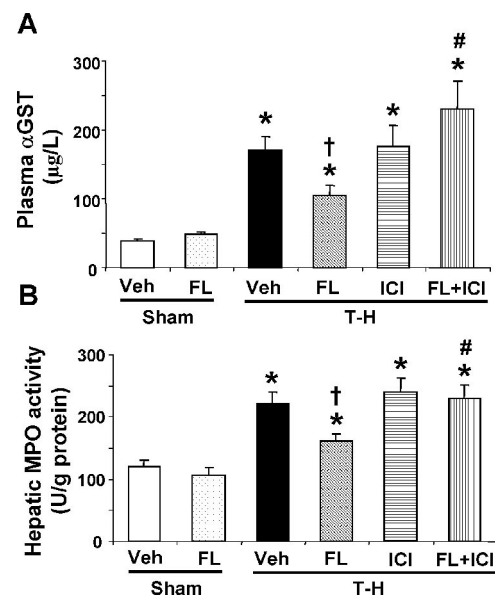 A
Plasma αGST
(µg/L)
300
200
100
0
*
†
*
*
#
*
Veh FL Veh FL ICI FL+ICI
Sham T-H
B
Hepatic MPO activity
(U/g protein)
300
200
100
0
*
†
*
*
#
*
Veh FL Veh FL ICI FL+ICI
Sham T-H